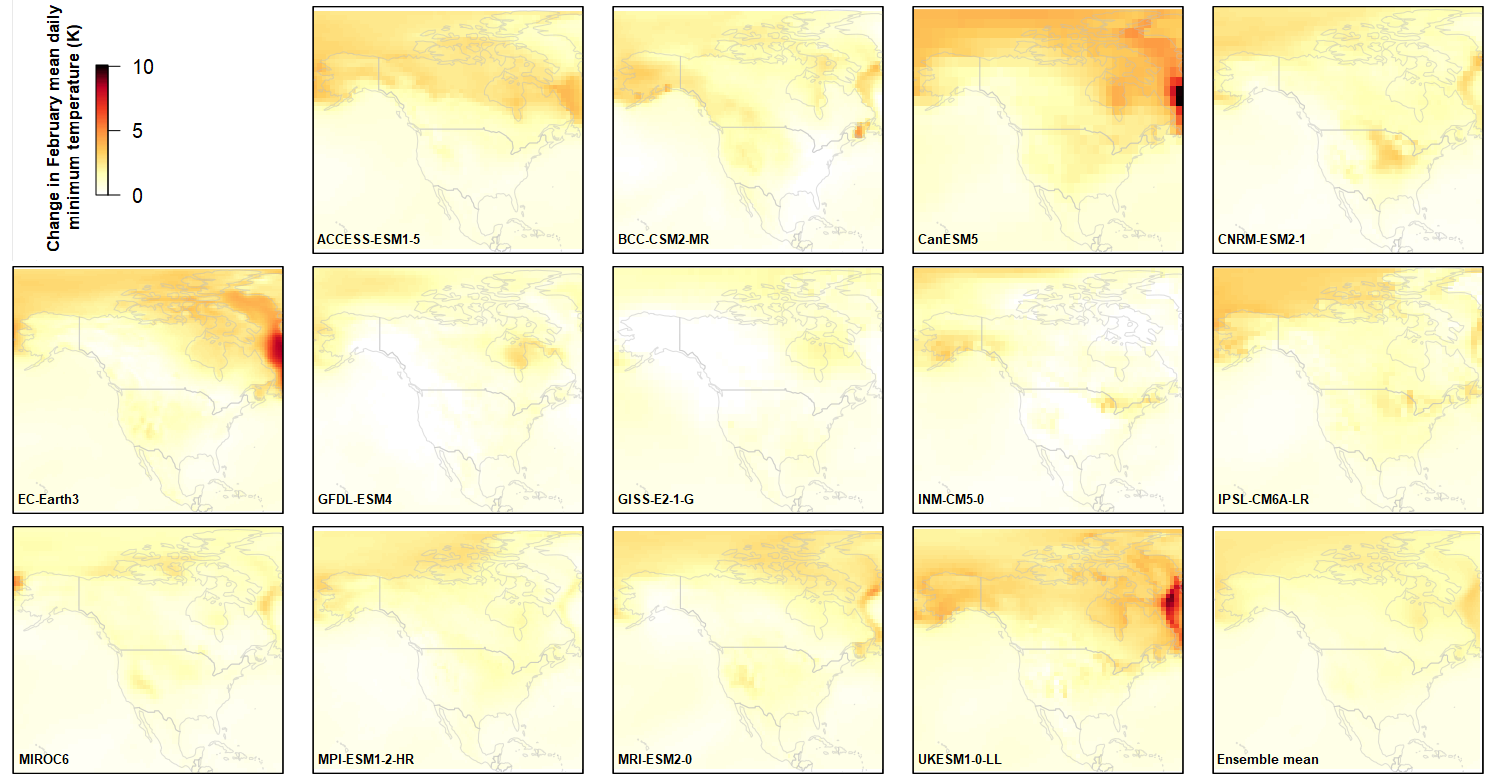 Change in February mean daily
minimum temperature (K)
10
5
0
ACCESS-ESM1-5
BCC-CSM2-MR
CanESM5
CNRM-ESM2-1
EC-Earth3
GFDL-ESM4
GISS-E2-1-G
INM-CM5-0
IPSL-CM6A-LR
MIROC6
MPI-ESM1-2-HR
MRI-ESM2-0
UKESM1-0-LL
Ensemble mean